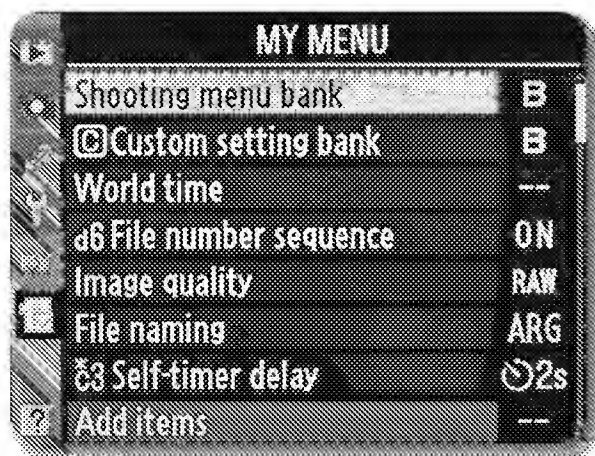 MY MENU
Shooting menu bank B
C Custom setting bank B
World time --
d6 File number sequence ON
Image quality RAW
File naming ARG
c3 Self-timer delay 2s
Add items --
?